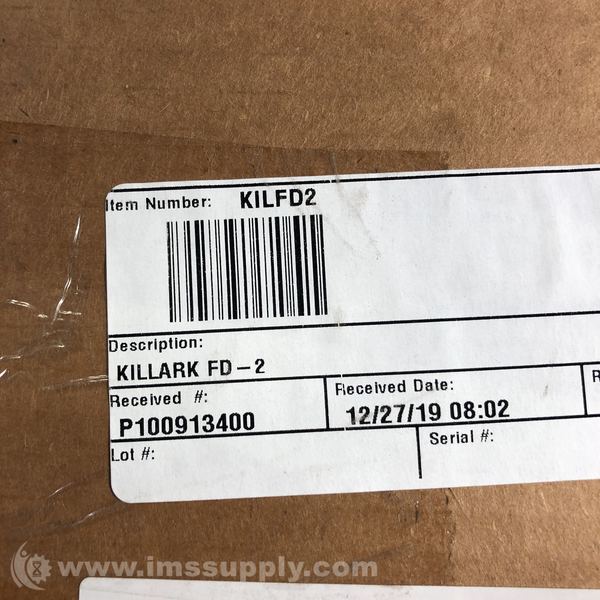 Item Number: KILFD2
Description:
KILLARK FD-2
Received #: Received Date: R
P100913400 12/27/19 08:02
Lot #: Serial #:
www.imssupply.com